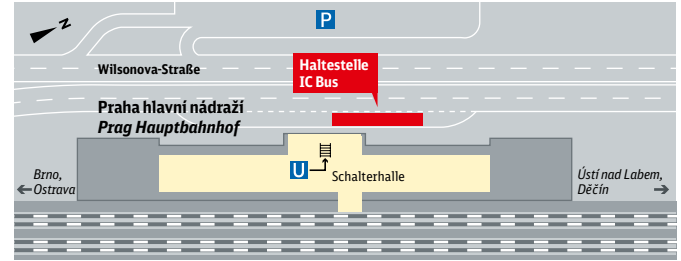 N
P
Wilsonova-Straße
Haltestelle
IC Bus
Praha hlavní nádraží
Prag Hauptbahnhof
U
Schalterhalle
Brno,
Ostrava
Ústí nad Labem,
Děčín